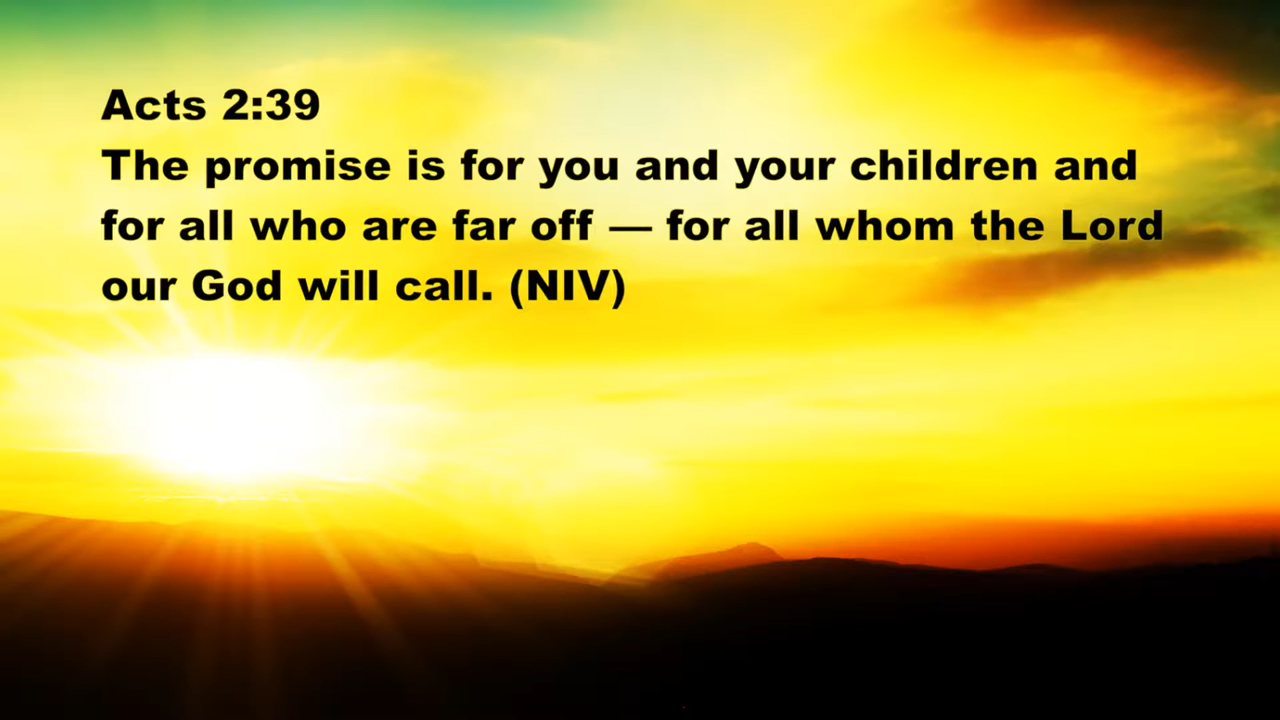 Acts 2:39
The promise is for you and your children and
for all who are far off — for all whom the Lord
our God will call. (NIV)